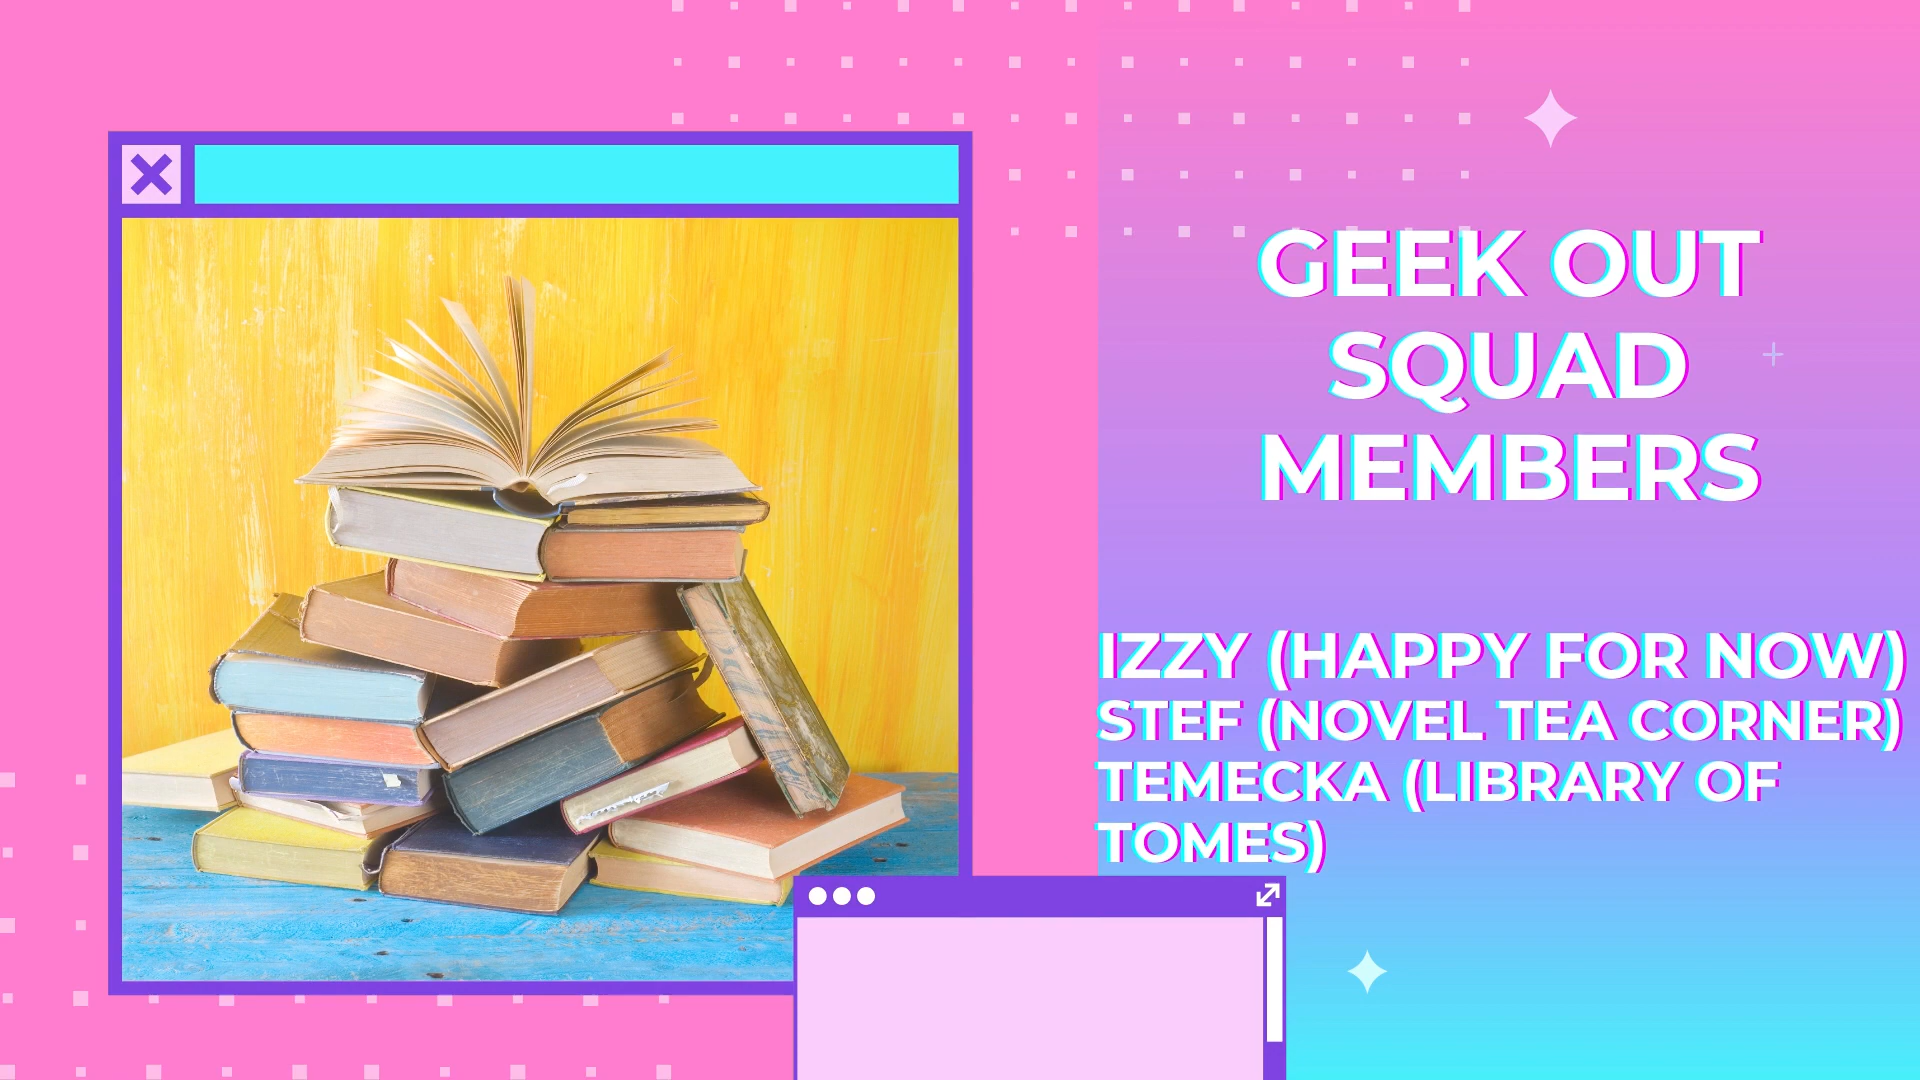 GEEK OUT
SQUAD
MEMBERS
IZZY (HAPPY FOR NOW)
STEF (NOVEL TEA CORNER)
TEMECKA (LIBRARY OF
TOMES)